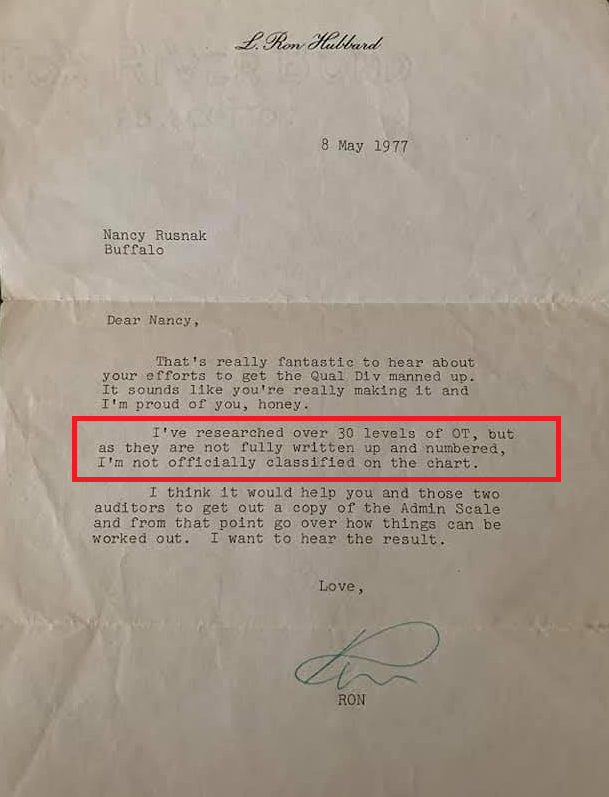 L. Ron Hubbard
8 May 1977
Nancy Rusnak
Buffalo
Dear Nancy,
That's really fantastic to hear about
your efforts to get the Qual Div manned up.
It sounds like you're really making it and
I'm proud of you, honey.
I've researched over 30 levels of OT, but
as they are not fully written up and numbered,
I'm not officially classified on the chart.
I think it would help you and those two
auditors to get out a copy of the Admin Scale
and from that point go over how things can be
worked out.  I want to hear the result.
Love,
RON